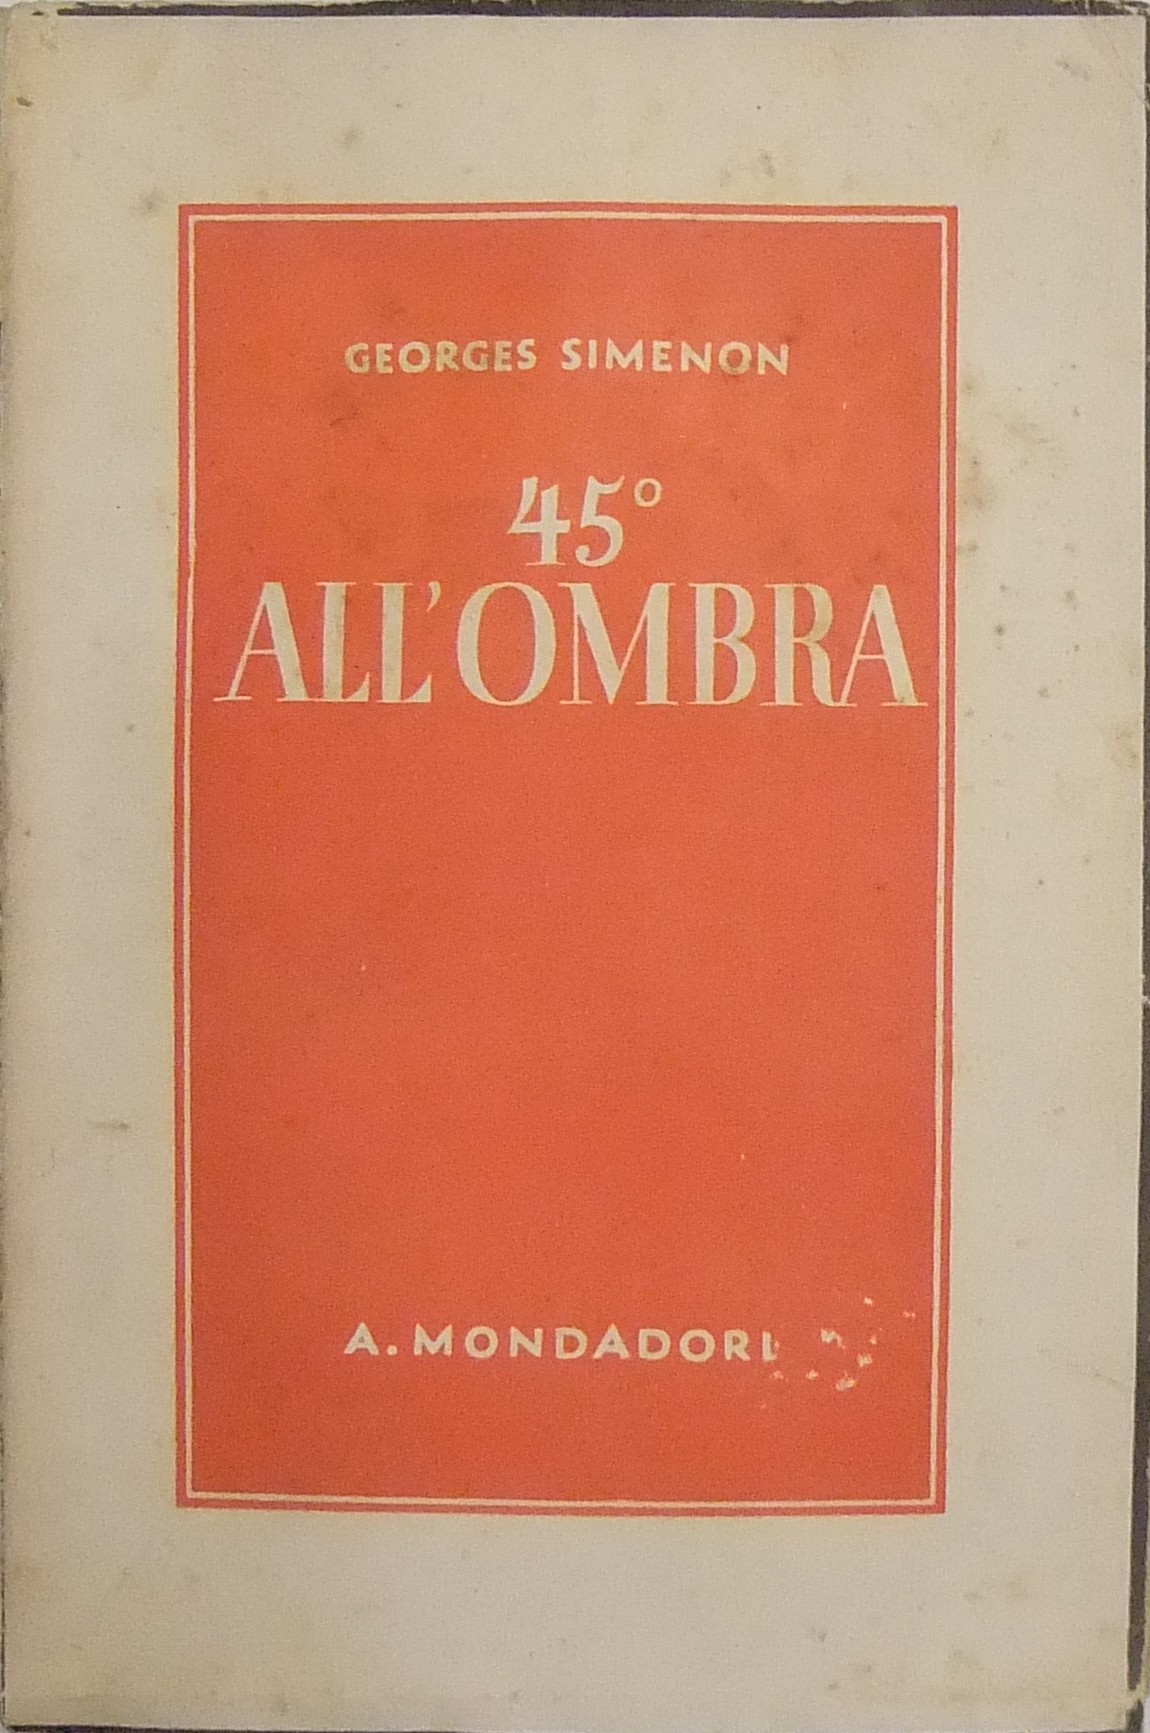 GEORGES SIMENON
45°
ALL'OMBRA
A. MONDADORI